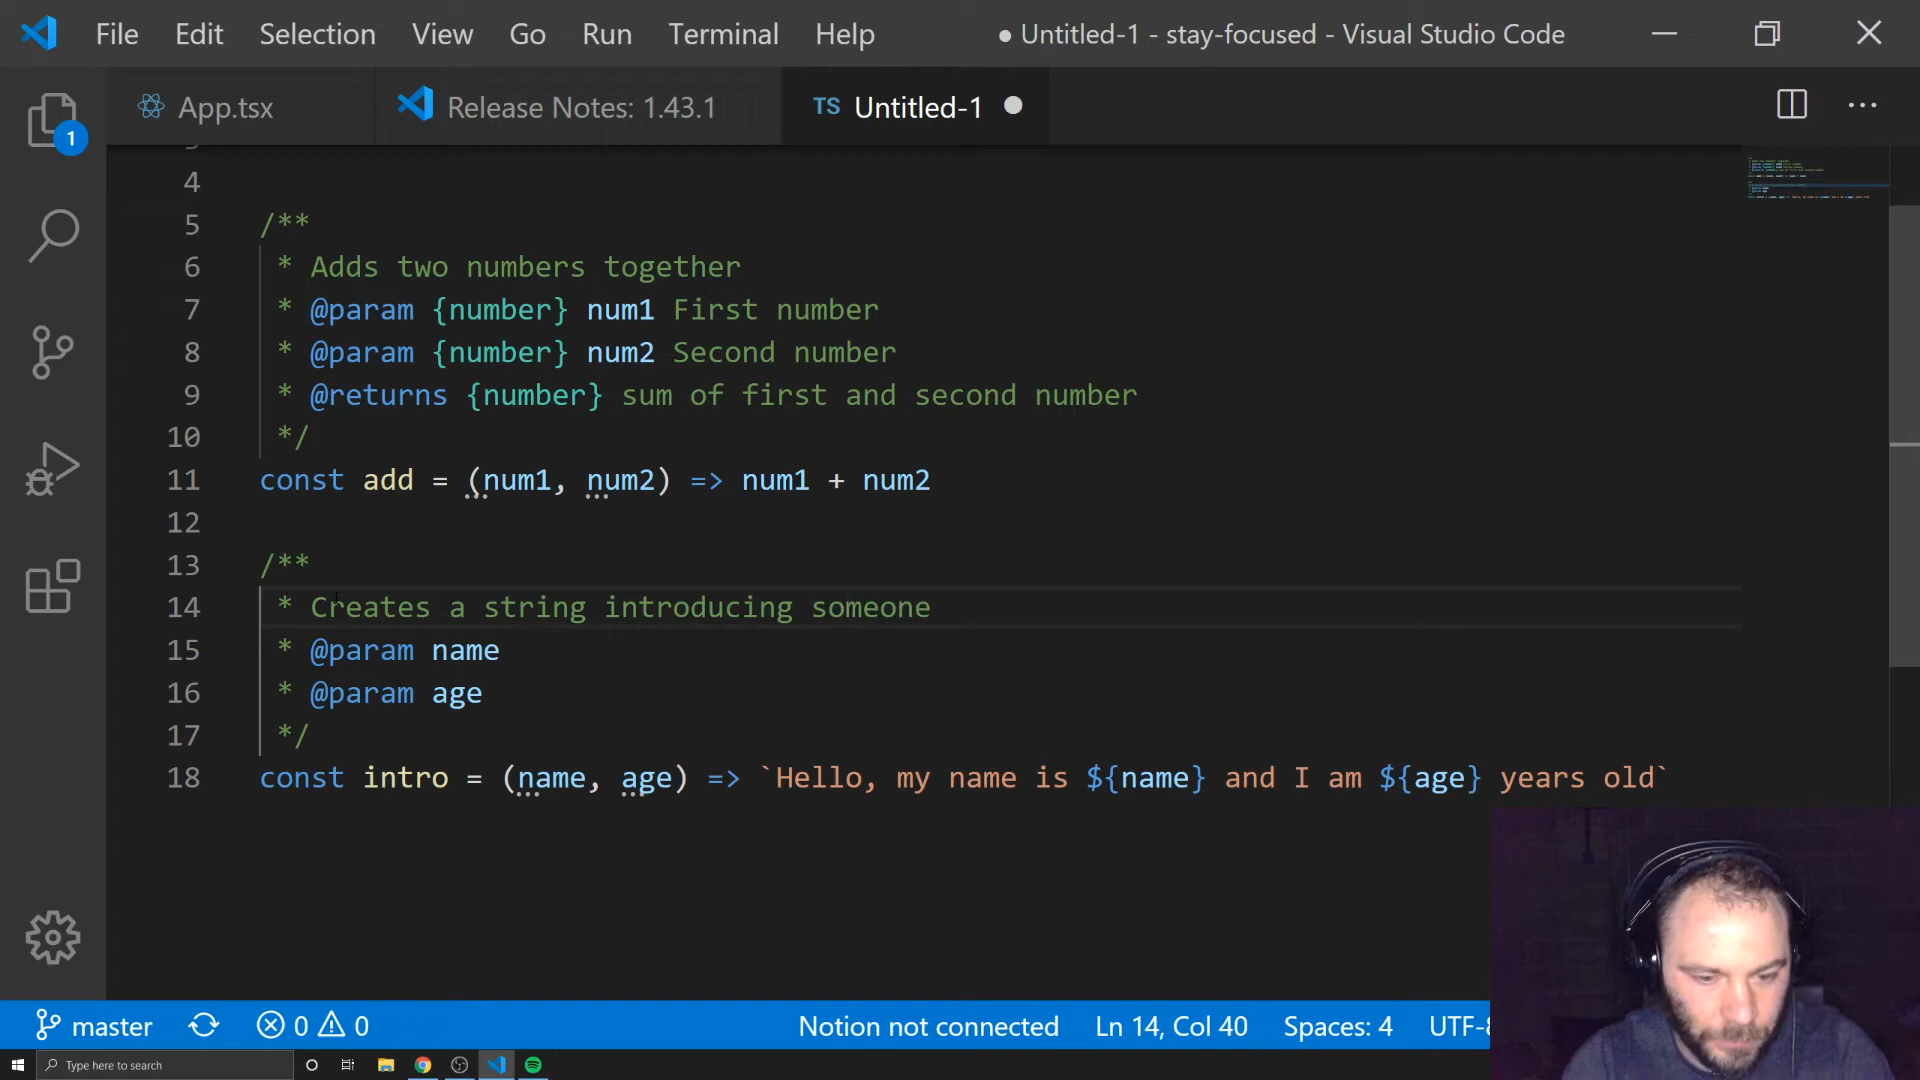 File Edit Selection View Go Run Terminal Help ● Untitled-1 - stay-focused - Visual Studio Code
App.tsx Release Notes: 1.43.1 TS Untitled-1
1
4
5 /**
6 * Adds two numbers together
7 * @param {number} num1 First number
8 * @param {number} num2 Second number
9 * @returns {number} sum of first and second number
10 */
11 const add = (num1, num2) => num1 + num2
12
13 /**
14 * Creates a string introducing someone
15 * @param name
16 * @param age
17 */
18 const intro = (name, age) => `Hello, my name is ${name} and I am ${age} years old`
master 0 0 Notion not connected Ln 14, Col 40 Spaces: 4 UTF-8
Type here to search